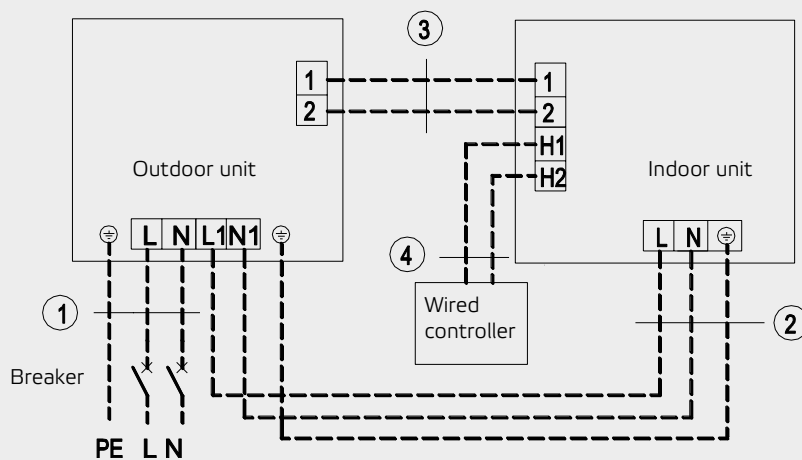 3
1
2
1
2
H1
H2
Outdoor unit
Indoor unit
L N L1 N1
L N
4
1
Wired
controller
2
Breaker
PE L N